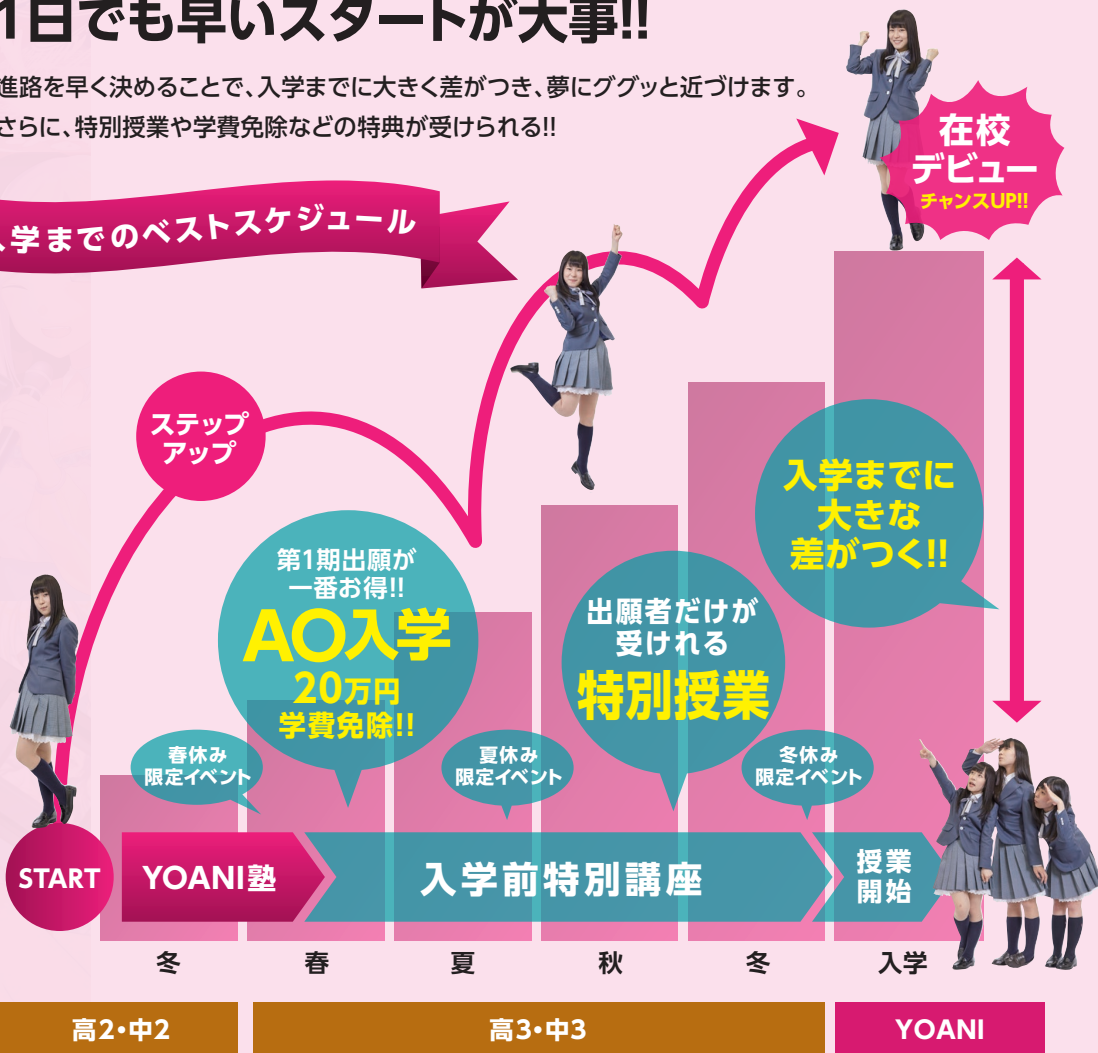 1日でも早いスタートが大事!!
進路を早く決めることで、入学までに大きく差がつき、夢にググッと近づけます。
さらに、特別授業や学費免除などの特典が受けられる!!
入学までのベストスケジュール
在校
デビュー
チャンスUP!!
ステップ
アップ
入学までに
大きな
差がつく!!
第1期出願が
一番お得!!
AO入学
20万円
学費免除!!
出願者だけが
受けれる
特別授業
春休み
限定イベント
夏休み
限定イベント
冬休み
限定イベント
START
YOANI塾
入学前特別講座
授業
開始
冬
春
夏
秋
冬
入学
高2・中2
高3・中3
YOANI